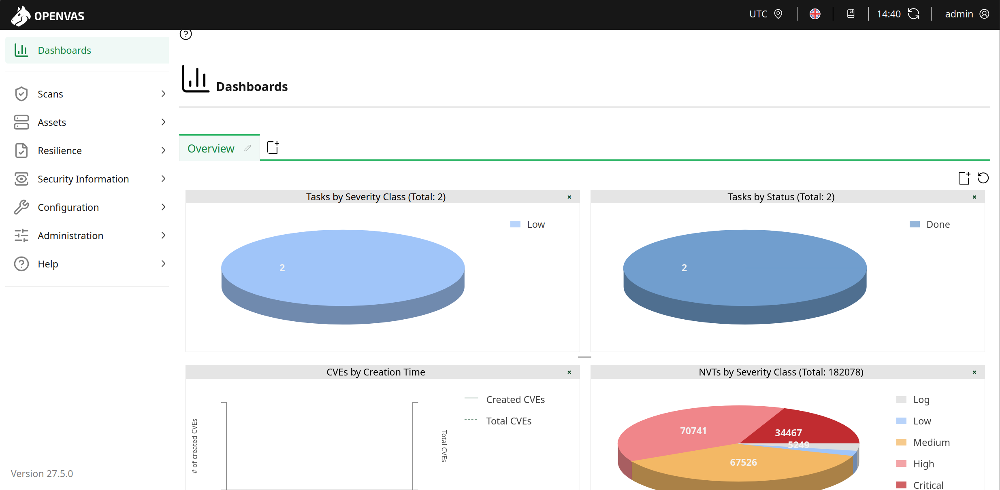 OPENVAS
UTC
14:40
admin
Dashboards
Scans
Assets
Resilience
Security Information
Configuration
Administration
Help
Version 27.5.0
Dashboards
Overview
Tasks by Severity Class (Total: 2)
×
Low
2
Tasks by Status (Total: 2)
×
Done
2
CVEs by Creation Time
×
# of created CVEs
Total CVEs
Created CVEs
Total CVEs
NVTs by Severity Class (Total: 182078)
×
70741
34467
5249
67526
Log
Low
Medium
High
Critical